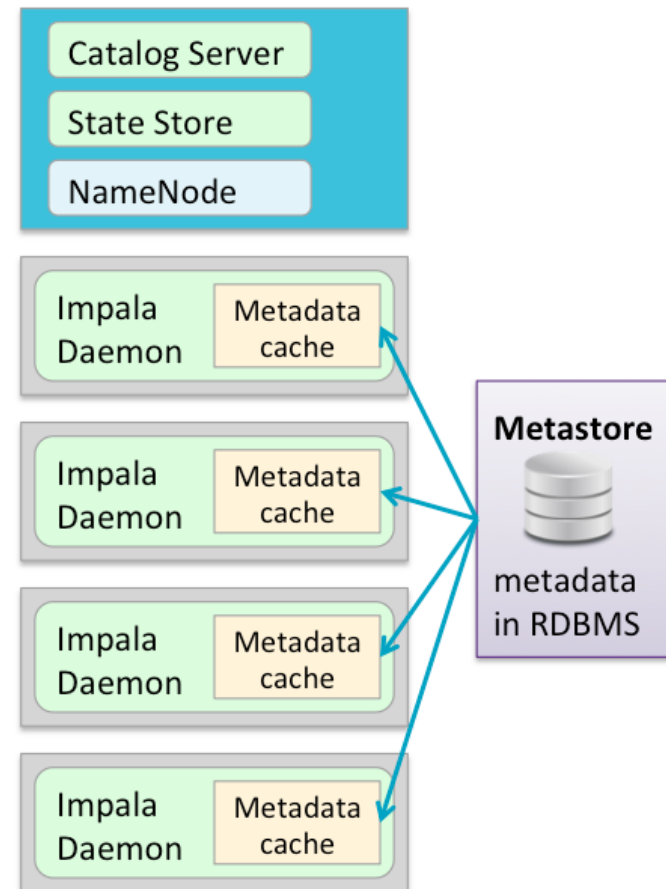 Catalog Server
State Store
NameNode
Impala
Daemon
Metadata
cache
Impala
Daemon
Metadata
cache
Impala
Daemon
Metadata
cache
Impala
Daemon
Metadata
cache
Metastore
metadata
in RDBMS